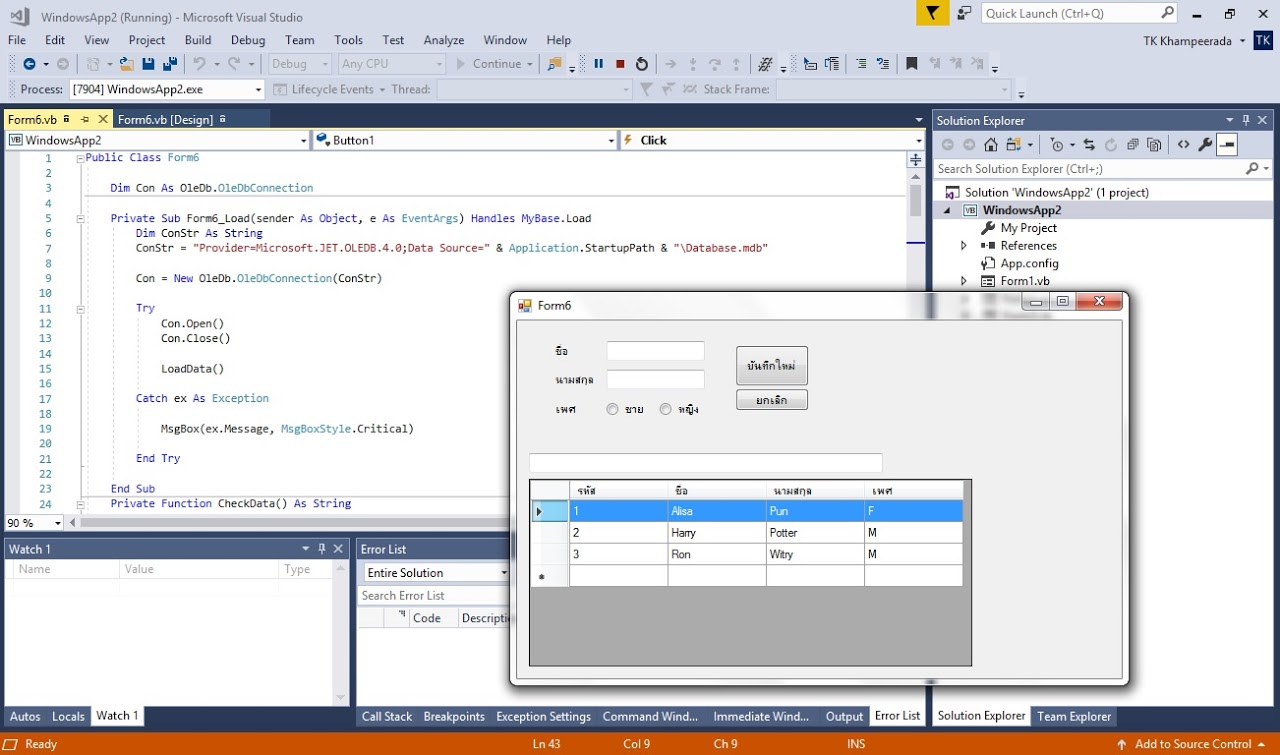 WindowsApp2 (Running) - Microsoft Visual Studio
Quick Launch (Ctrl+Q)
File Edit View Project Build Debug Team Tools Test Analyze Window Help
TK Khampeerada TK
Debug Any CPU Continue
Process: [7904] WindowsApp2.exe Lifecycle Events Thread: Stack Frame:
Form6.vb Form6.vb [Design]
VB WindowsApp2 Button1 Click
1 Public Class Form6
2
3 Dim Con As OleDb.OleDbConnection
4
5 Private Sub Form6_Load(sender As Object, e As EventArgs) Handles MyBase.Load
6 Dim ConStr As String
7 ConStr = "Provider=Microsoft.JET.OLEDB.4.0;Data Source=" & Application.StartupPath & "\Database.mdb"
8
9 Con = New OleDb.OleDbConnection(ConStr)
10
11 Try
12 Con.Open()
13 Con.Close()
14
15 LoadData()
16
17 Catch ex As Exception
18
19 MsgBox(ex.Message, MsgBoxStyle.Critical)
20
21 End Try
22
23 End Sub
24 Private Function CheckData() As String
90 %
Solution Explorer
Search Solution Explorer (Ctrl+;)
Solution 'WindowsApp2' (1 project)
VB WindowsApp2
My Project
References
App.config
Form1.vb
Form6
ชื่อ
นามสกุล
เพศ ชาย หญิง
บันทึกใหม่
ยกเลิก
รหัส ชื่อ นามสกุล เพศ
1 Alisa Pun F
2 Harry Potter M
3 Ron Witry M
Watch 1
Name Value Type
Autos Locals Watch 1
Error List
Entire Solution
Search Error List
Code
Call Stack Breakpoints Exception Settings Command Wind... Immediate Wind... Output Error List
Solution Explorer Team Explorer
Ready Ln 43 Col 9 Ch 9 INS Add to Source Control